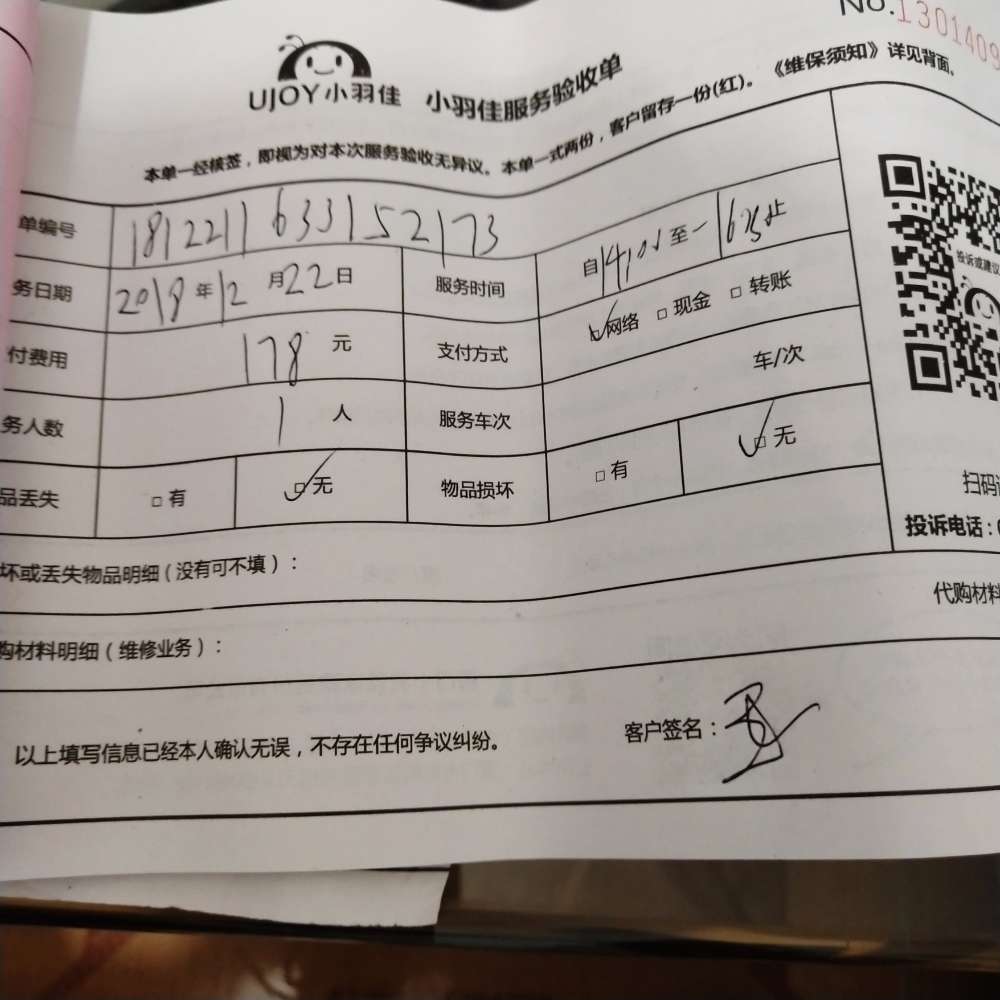 No.1301409
UJOY小羽佳 小羽佳服务验收单
本单一经核签，即视为对本次服务验收无异议。本单一式两份，客户留存一份(红)。《维保须知》详见背面。
单编号 1812211633152173
务日期 2018年12月22日 服务时间 自14:01至一16:35止
付费用 178元 支付方式 网络 现金 转账
务人数 1人 服务车次 车/次
品丢失 有 无 物品损坏 有 无
投诉或建议
扫码
投诉电话：
坏或丢失物品明细（没有可不填）：
代购材料
购材料明细（维修业务）：
以上填写信息已经本人确认无误，不存在任何争议纠纷。 客户签名：